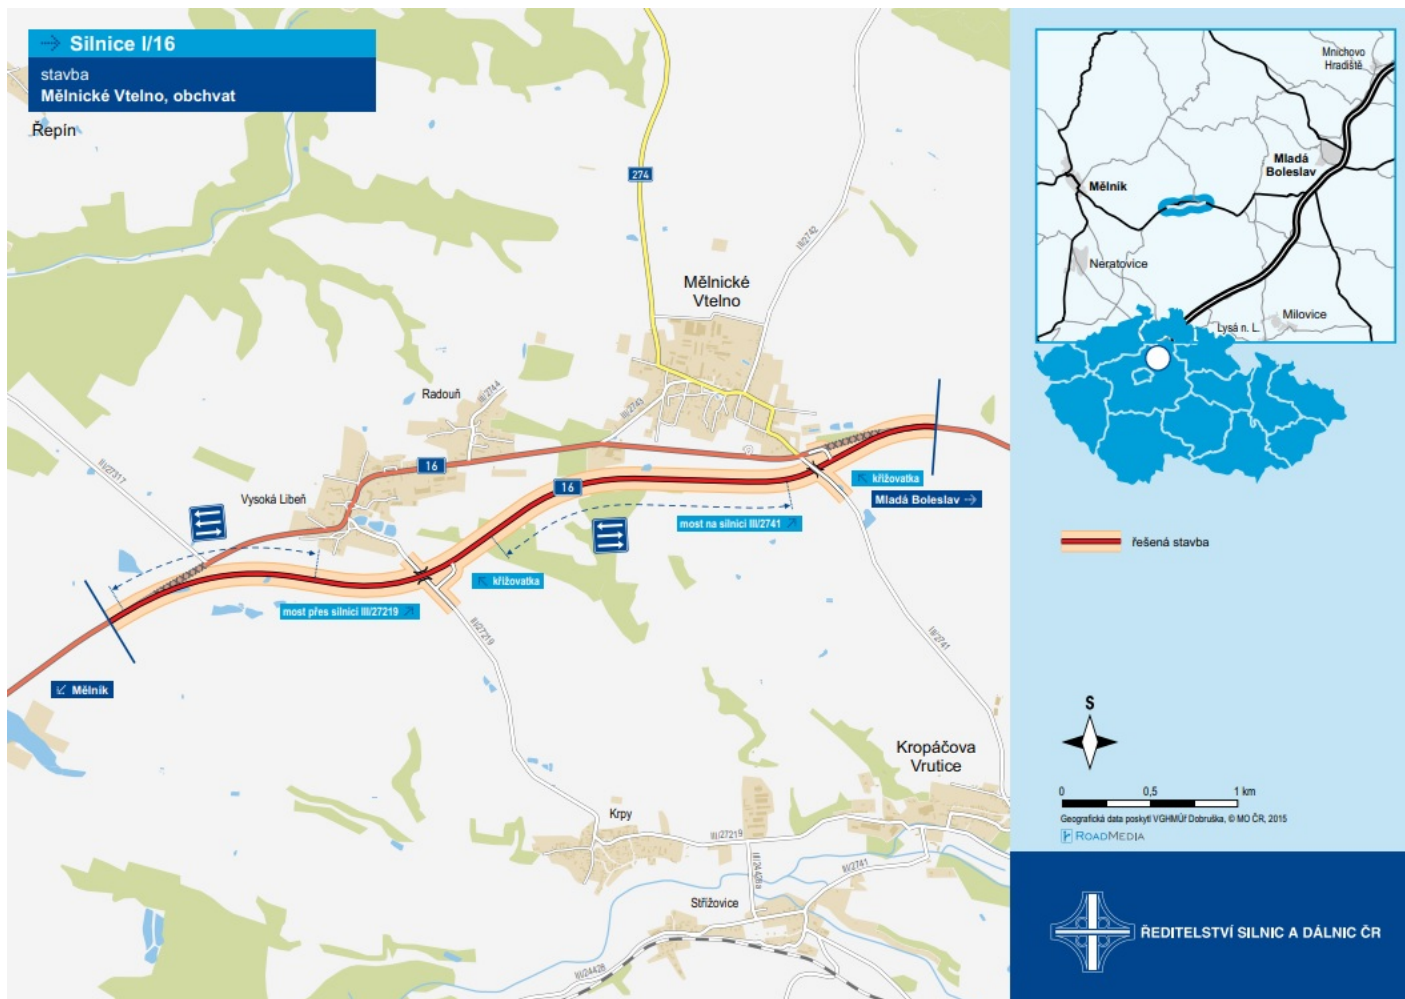 Silnice I/16
stavba
Mělnické Vtelno, obchvat
Řepín
274
III/2742
Mělnické
Vtelno
Radouň
III/2744
III/2743
16
III/27317
Vysoká Libeň
16
křižovatka
Mladá Boleslav
most na silnici III/2741
křižovatka
most přes silnici III/27219
III/27219
III/2741
Mělník
Kropáčova
Vrutice
Krpy
III/27219
III/2741
III/24428a
Střižovice
III/24428
Mnichovo
Hradiště
Mladá
Boleslav
Mělník
Neratovice
Milovice
Lysá n. L.
řešená stavba
S
0 0,5 1 km
Geografická data poskytl VGHMÚř Dobruška, © MO ČR, 2015
ROADMEDIA
ŘEDITELSTVÍ SILNIC A DÁLNIC ČR